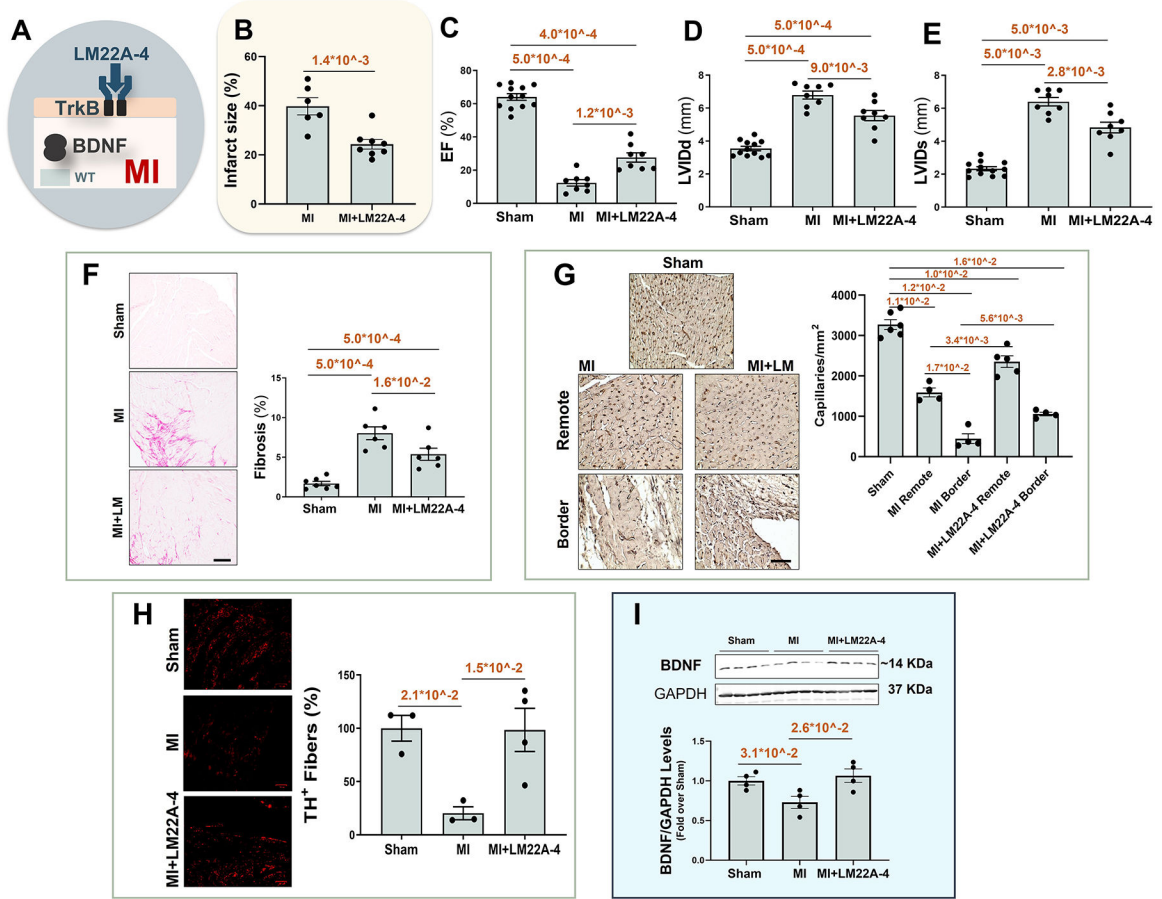 A
LM22A-4
TrkB
BDNF
MI
WT
B
Infarct size (%)
60
40
20
0
1.4*10^-3
MI
MI+LM22A-4
C
EF (%)
80
60
40
20
0
4.0*10^-4
5.0*10^-4
1.2*10^-3
Sham
MI
MI+LM22A-4
D
LVIDd (mm)
8
6
4
2
0
5.0*10^-4
5.0*10^-4
9.0*10^-3
Sham
MI
MI+LM22A-4
E
LVIDs (mm)
8
6
4
2
0
5.0*10^-3
5.0*10^-3
2.8*10^-3
Sham
MI
MI+LM22A-4
F
Sham
MI
MI+LM
Fibrosis (%)
15
10
5
0
5.0*10^-4
5.0*10^-4
1.6*10^-2
Sham
MI
MI+LM22A-4
G
Sham
MI
MI+LM
Remote
Border
Capillaries/mm²
4000
3000
2000
1000
0
1.6*10^-2
1.0*10^-2
1.2*10^-2
1.1*10^-2
5.6*10^-3
3.4*10^-3
1.7*10^-2
Sham
MI Remote
MI Border
MI+LM22A-4 Remote
MI+LM22A-4 Border
H
Sham
MI
MI+LM22A-4
TH⁺ Fibers (%)
150
100
50
0
2.1*10^-2
1.5*10^-2
Sham
MI
MI+LM22A-4
I
Sham
MI
MI+LM22A-4
BDNF
~14 KDa
GAPDH
37 KDa
BDNF/GAPDH Levels
(Fold over Sham)
1.5
1.0
0.5
0.0
3.1*10^-2
2.6*10^-2
Sham
MI
MI+LM22A-4